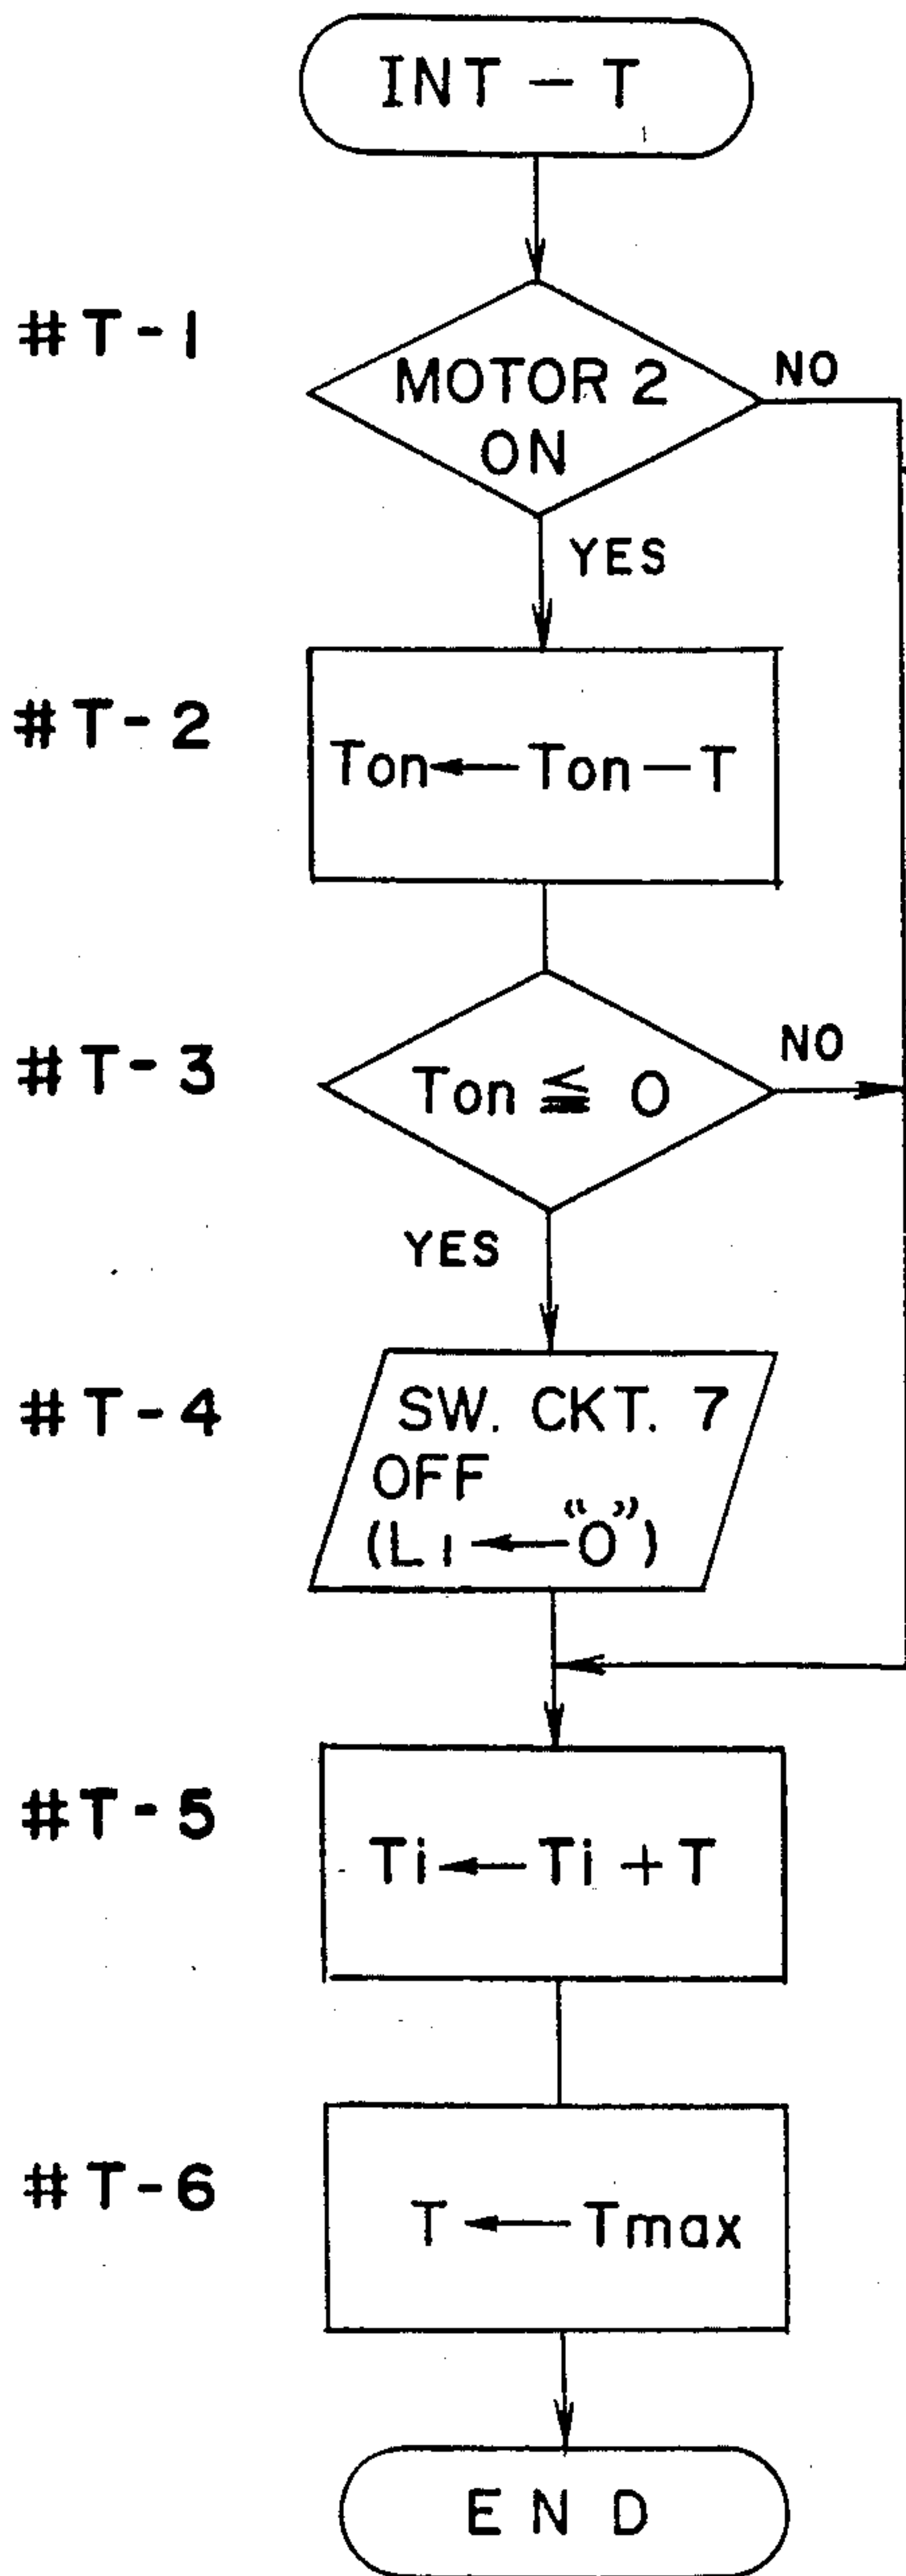 INT - T
#T-1
MOTOR 2
ON
NO
YES
#T-2
Ton ← Ton - T
#T-3
Ton ≦ 0
NO
YES
#T-4
SW. CKT. 7
OFF
(L1 ← "0")
#T-5
Ti ← Ti + T
#T-6
T ← Tmax
END